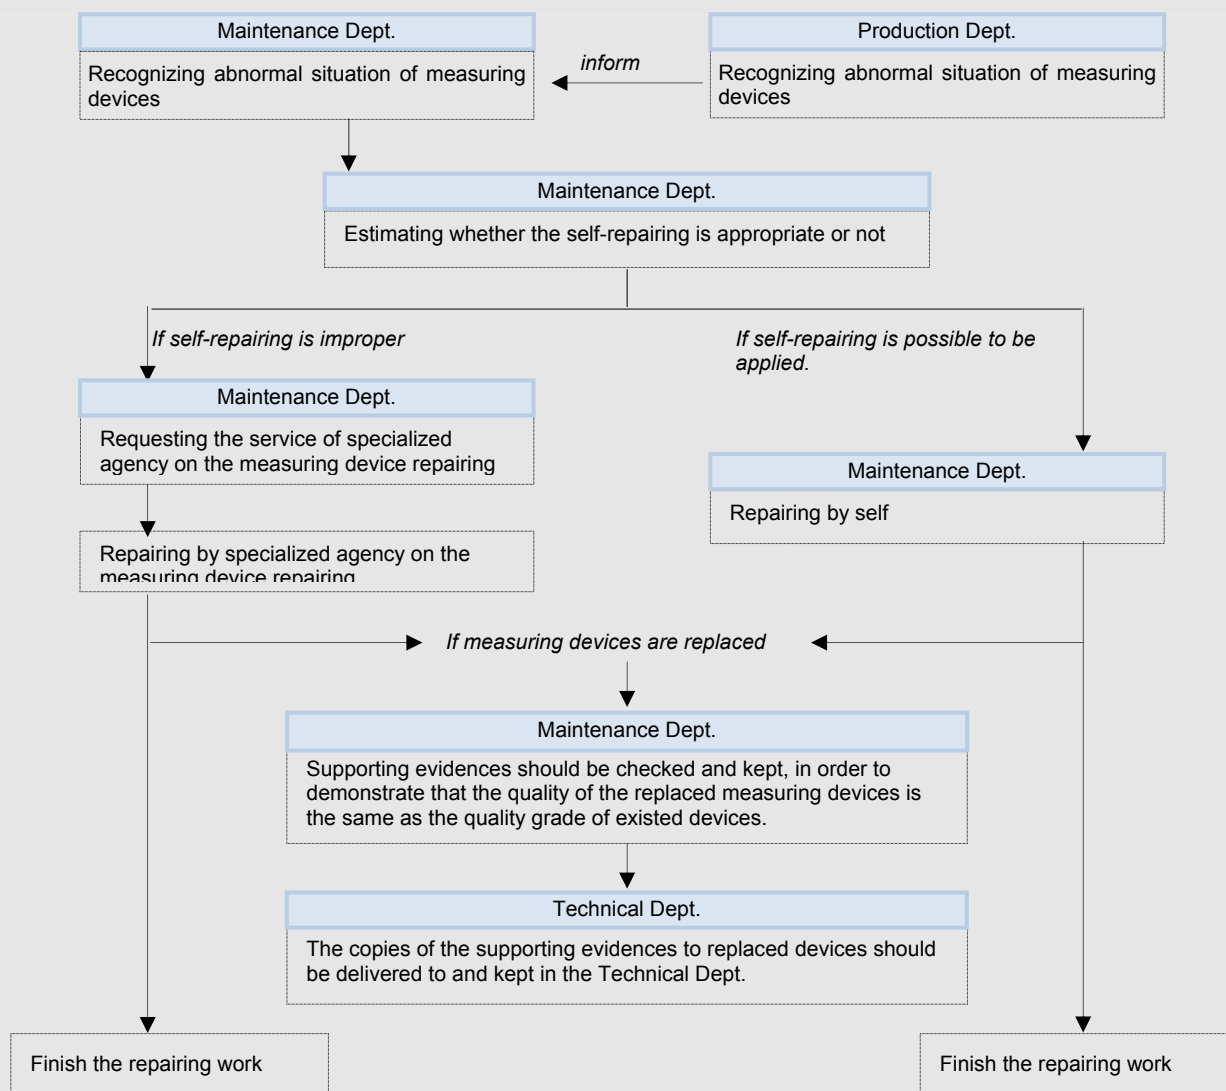 Maintenance Dept.
Recognizing abnormal situation of measuring
devices
inform
Production Dept.
Recognizing abnormal situation of measuring
devices
Maintenance Dept.
Estimating whether the self-repairing is appropriate or not
If self-repairing is improper
If self-repairing is possible to be
applied.
Maintenance Dept.
Requesting the service of specialized
agency on the measuring device repairing
Maintenance Dept.
Repairing by self
Repairing by specialized agency on the
measuring device repairing
If measuring devices are replaced
Maintenance Dept.
Supporting evidences should be checked and kept, in order to
demonstrate that the quality of the replaced measuring devices is
the same as the quality grade of existed devices.
Technical Dept.
The copies of the supporting evidences to replaced devices should
be delivered to and kept in the Technical Dept.
Finish the repairing work
Finish the repairing work